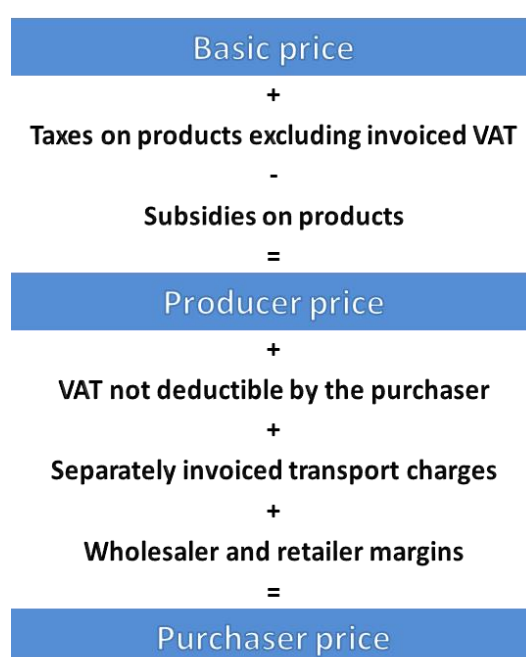 Basic price
+
Taxes on products excluding invoiced VAT
-
Subsidies on products
=
Producer price
+
VAT not deductible by the purchaser
+
Separately invoiced transport charges
+
Wholesaler and retailer margins
=
Purchaser price